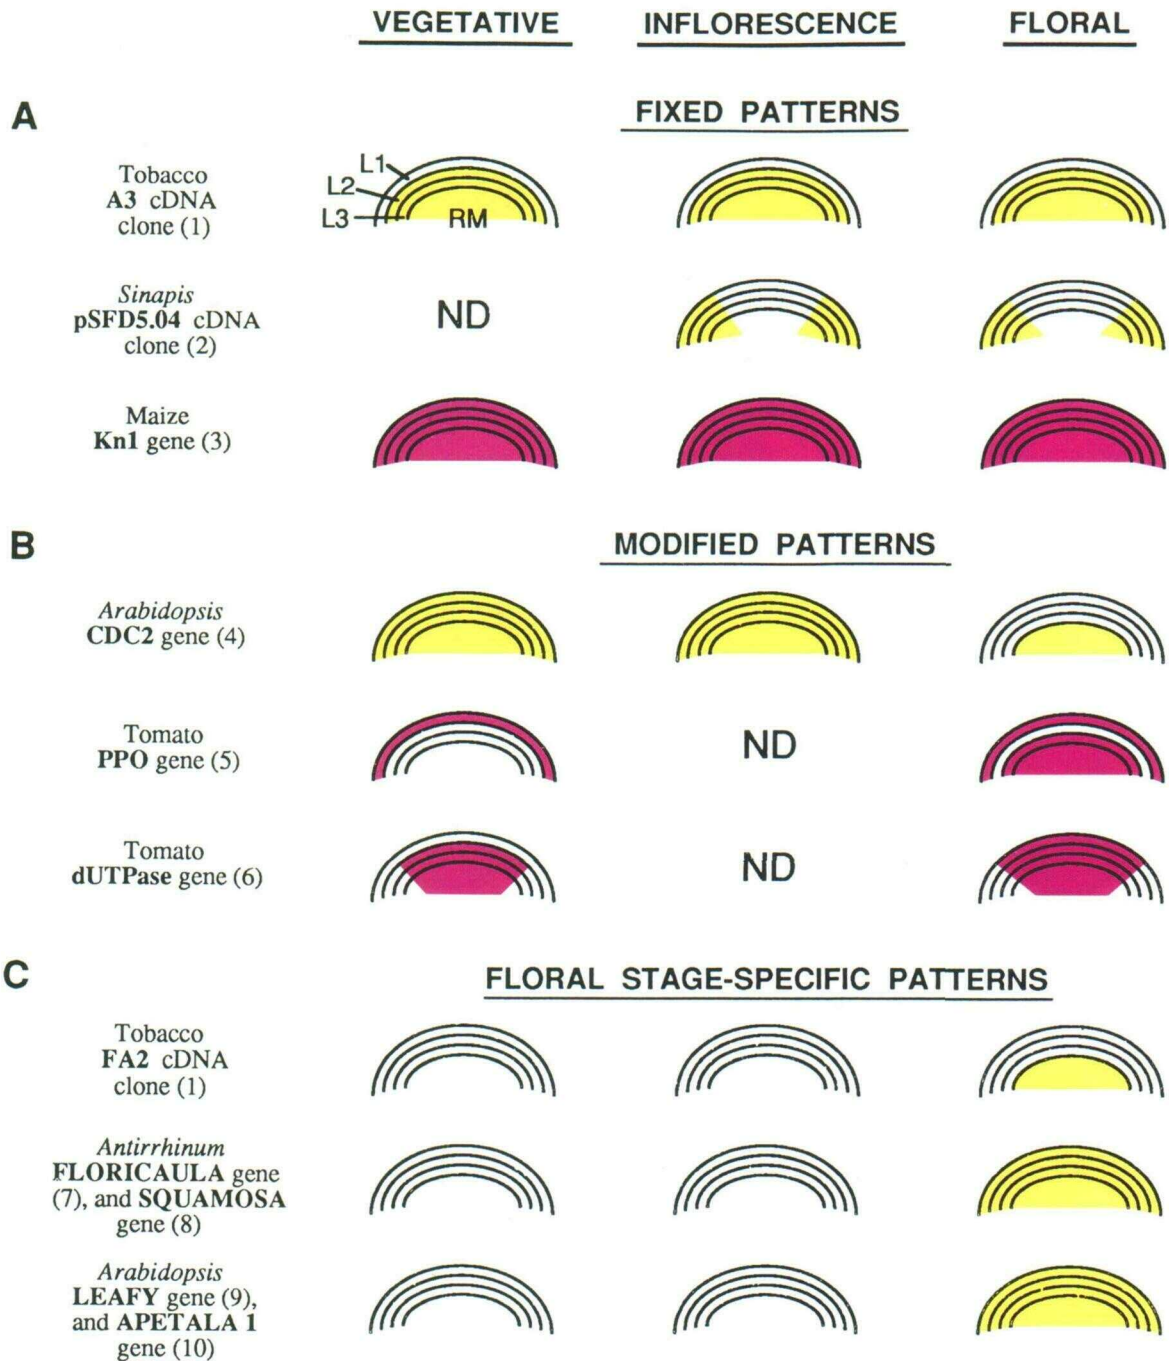 VEGETATIVE INFLORESCENCE FLORAL
A
FIXED PATTERNS
Tobacco
A3 cDNA
clone (1)
L1
L2
L3
RM
Sinapis
pSFD5.04 cDNA
clone (2)
ND
Maize
Kn1 gene (3)
B
MODIFIED PATTERNS
Arabidopsis
CDC2 gene (4)
Tomato
PPO gene (5)
ND
Tomato
dUTPase gene (6)
ND
C
FLORAL STAGE-SPECIFIC PATTERNS
Tobacco
FA2 cDNA
clone (1)
Antirrhinum
FLORICAULA gene
(7), and SQUAMOSA
gene (8)
Arabidopsis
LEAFY gene (9),
and APETALA 1
gene (10)